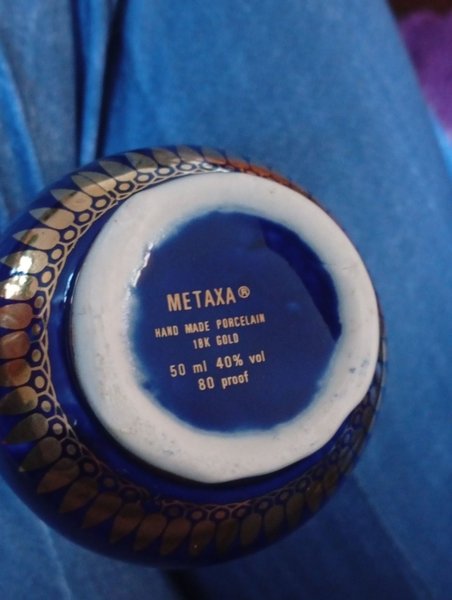 METAXA®
HAND MADE PORCELAIN
18K GOLD
50 ml 40% vol
80 proof